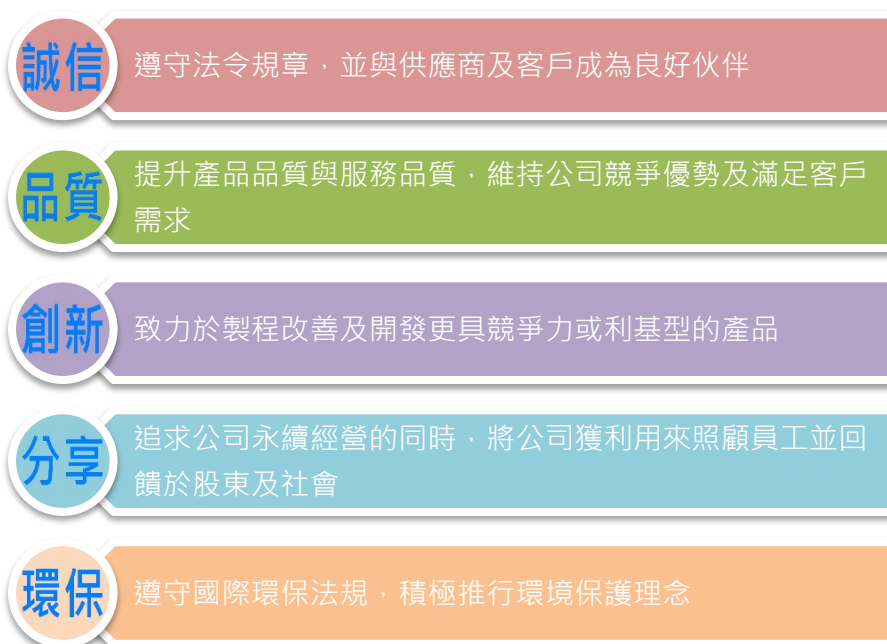 誠信
遵守法令規章，並與供應商及客戶成為良好伙伴
品質
提升產品品質與服務品質，維持公司競爭優勢及滿足客戶
需求
創新
致力於製程改善及開發更具競爭力或利基型的產品
分享
追求公司永續經營的同時，將公司獲利用來照顧員工並回
饋於股東及社會
環保
遵守國際環保法規，積極推行環境保護理念